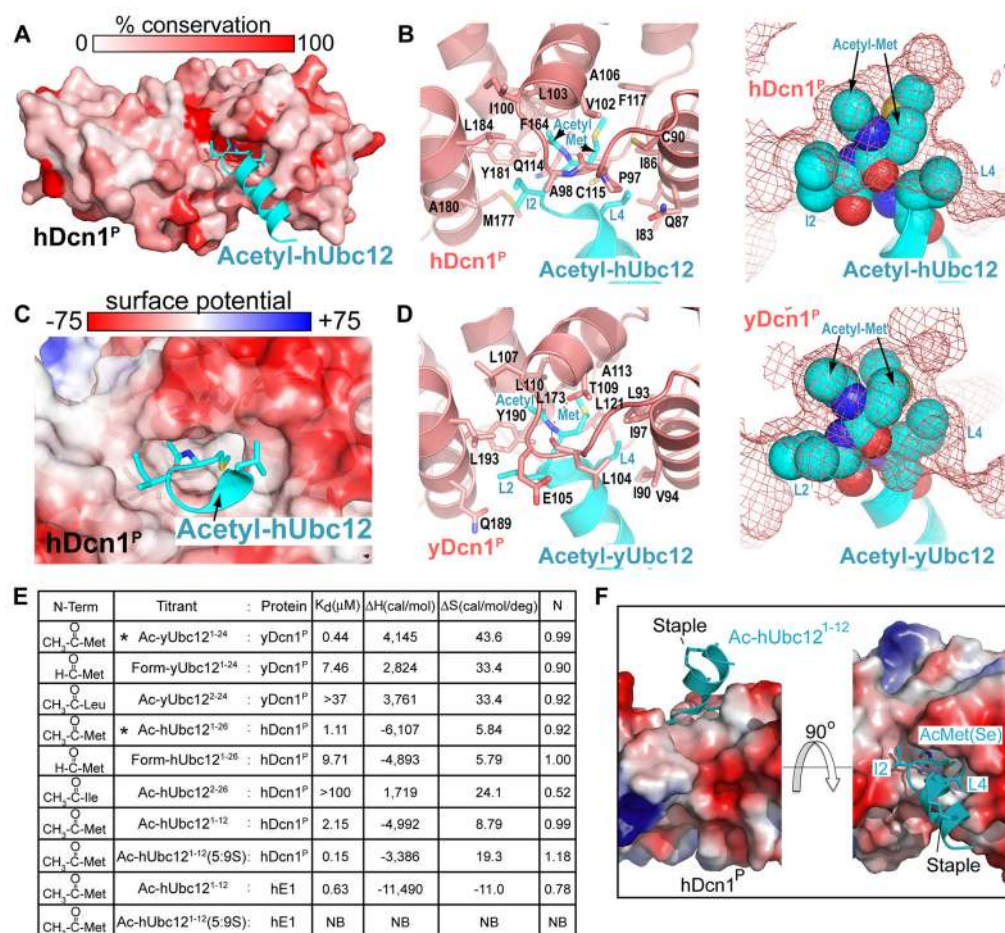 A
% conservation
0 100
hDcn1ᴾ
Acetyl-hUbc12
B
A106
L103
V102
F117
I100
L184
F164
Acetyl
Met
C90
Q114
I86
Y181
P97
A98 C115
A180
I2
L4
M177
Q87
I83
hDcn1ᴾ
Acetyl-hUbc12
Acetyl-Met
hDcn1ᴾ
L4
I2
Acetyl-hUbc12
C
surface potential
-75 +75
Acetyl-hUbc12
hDcn1ᴾ
D
L107
A113
L110
T109
L173
L93
Acetyl
L121
Y190
Met
I97
L193
L4
L2
L104
E105
I90
V94
Q189
yDcn1ᴾ
Acetyl-yUbc12
yDcn1ᴾ
Acetyl-Met
L4
L2
Acetyl-yUbc12
E
N-Term Titrant : Protein Kd(μM) ΔH(cal/mol) ΔS(cal/mol/deg) N
O
CH₃-C-Met * Ac-yUbc12¹⁻²⁴ : yDcn1ᴾ 0.44 4,145 43.6 0.99
O
H-C-Met Form-yUbc12¹⁻²⁴ : yDcn1ᴾ 7.46 2,824 33.4 0.90
O
CH₃-C-Leu Ac-yUbc12²⁻²⁴ : yDcn1ᴾ >37 3,761 33.4 0.92
O
CH₃-C-Met * Ac-hUbc12¹⁻²⁶ : hDcn1ᴾ 1.11 -6,107 5.84 0.92
O
H-C-Met Form-hUbc12¹⁻²⁶ : hDcn1ᴾ 9.71 -4,893 5.79 1.00
O
CH₃-C-Ile Ac-hUbc12²⁻²⁶ : hDcn1ᴾ >100 1,719 24.1 0.52
O
CH₃-C-Met Ac-hUbc12¹⁻¹² : hDcn1ᴾ 2.15 -4,992 8.79 0.99
O
CH₃-C-Met Ac-hUbc12¹⁻¹²(5:9S) : hDcn1ᴾ 0.15 -3,386 19.3 1.18
O
CH₃-C-Met Ac-hUbc12¹⁻¹² : hE1 0.63 -11,490 -11.0 0.78
O
CH₃-C-Met Ac-hUbc12¹⁻¹²(5:9S) : hE1 NB NB NB NB
F
Staple
Ac-hUbc12¹⁻¹²
90°
AcMet(Se)
I2
L4
Staple
hDcn1ᴾ